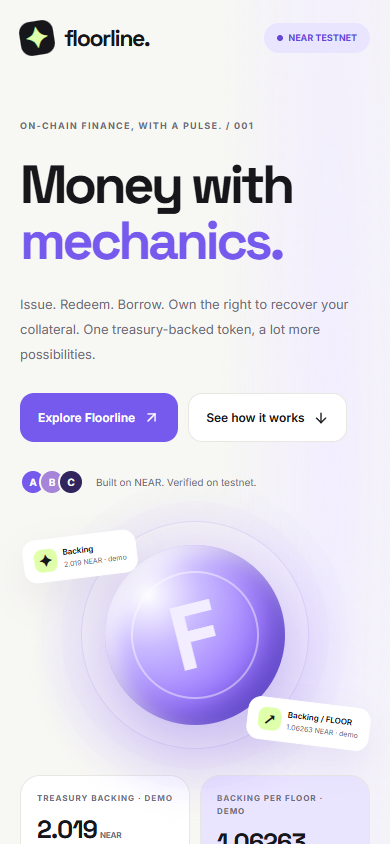 floorline.
NEAR TESTNET
ON-CHAIN FINANCE, WITH A PULSE. / 001
Money with
mechanics.
Issue. Redeem. Borrow. Own the right to recover your
collateral. One treasury-backed token, a lot more
possibilities.
Explore Floorline
See how it works
A B C
Built on NEAR. Verified on testnet.
Backing
2.019 NEAR · demo
F
Backing / FLOOR
1.06263 NEAR · demo
TREASURY BACKING · DEMO
2.019 NEAR
BACKING PER FLOOR ·
DEMO
1.06263